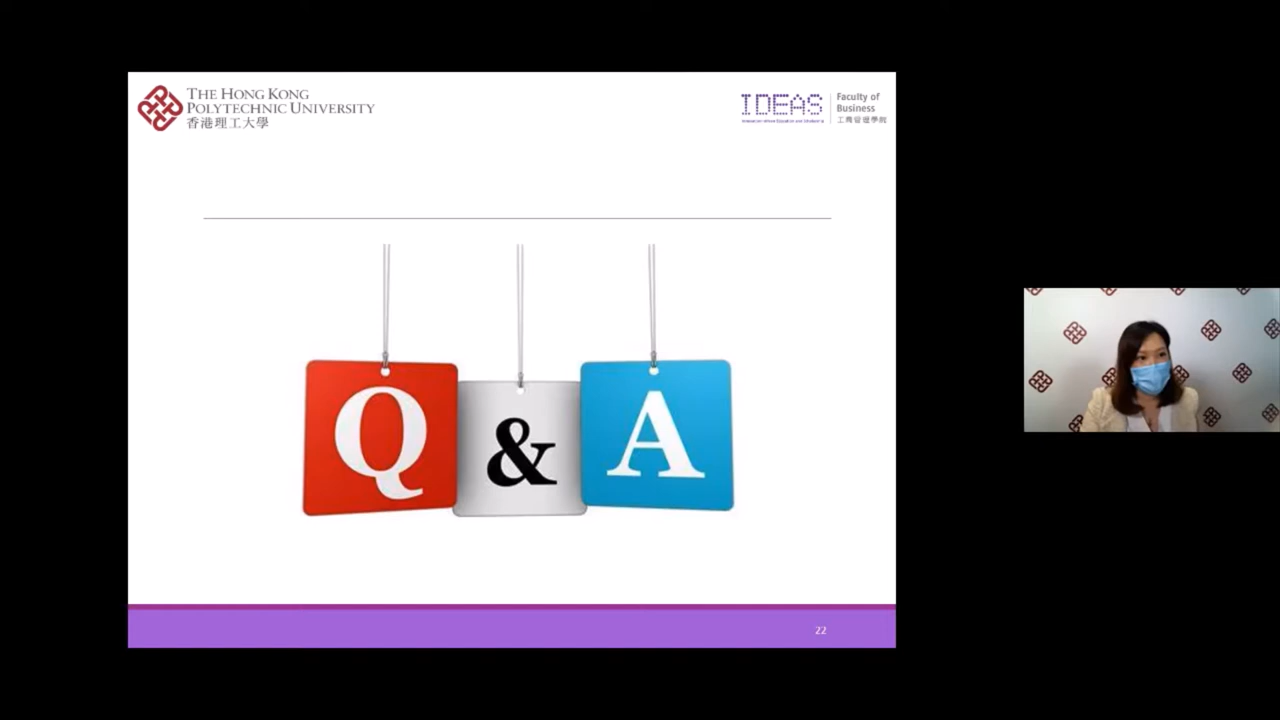 THE HONG KONG
POLYTECHNIC UNIVERSITY
香港理工大學
IDEAS
Faculty of
Business
工商管理學院
Q & A
22